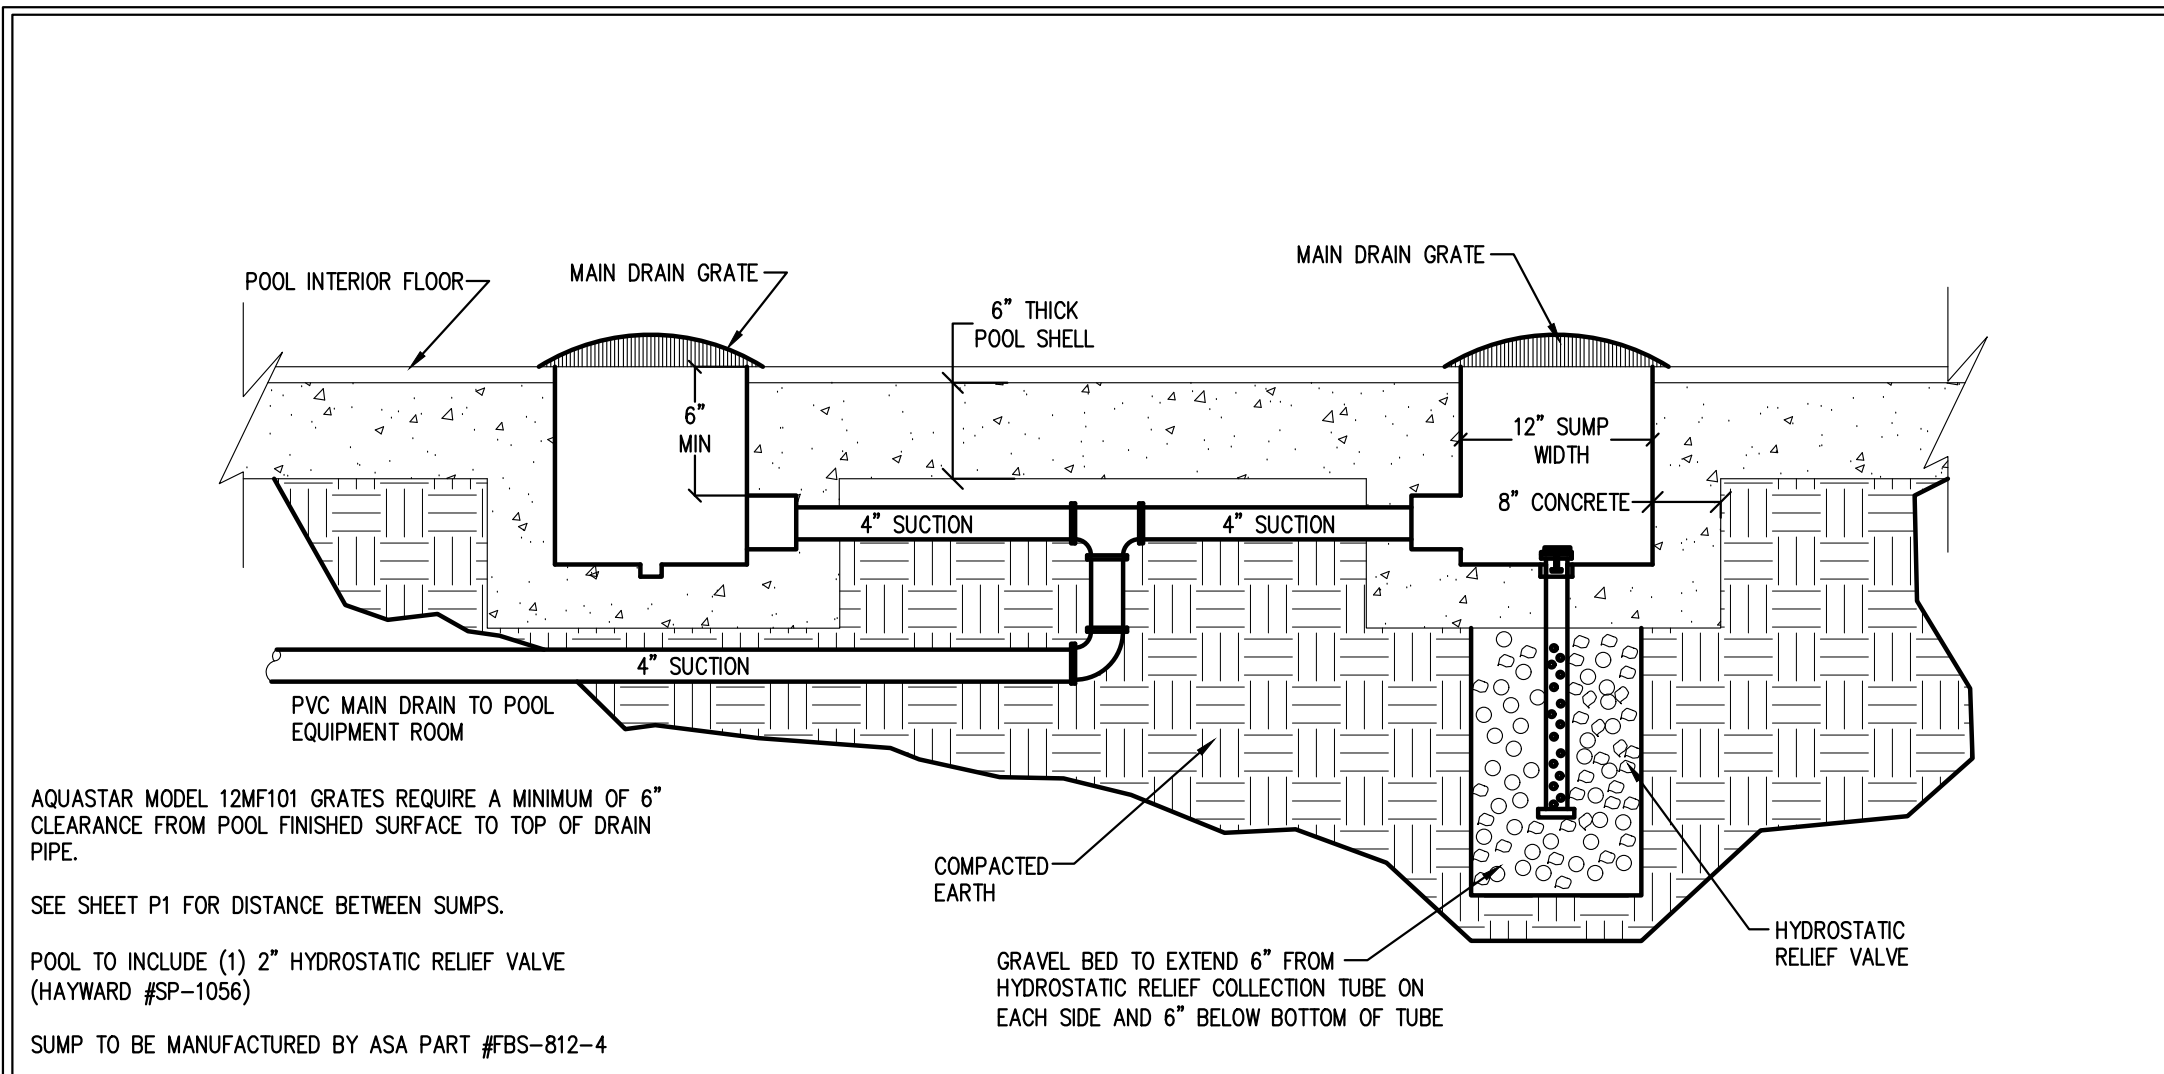 MAIN DRAIN GRATE
POOL INTERIOR FLOOR
MAIN DRAIN GRATE
6” THICK
POOL SHELL
6”
MIN
12” SUMP
WIDTH
8” CONCRETE
4” SUCTION
4” SUCTION
4” SUCTION
PVC MAIN DRAIN TO POOL
EQUIPMENT ROOM
AQUASTAR MODEL 12MF101 GRATES REQUIRE A MINIMUM OF 6”
CLEARANCE FROM POOL FINISHED SURFACE TO TOP OF DRAIN
PIPE.
SEE SHEET P1 FOR DISTANCE BETWEEN SUMPS.
POOL TO INCLUDE (1) 2” HYDROSTATIC RELIEF VALVE
(HAYWARD #SP-1056)
SUMP TO BE MANUFACTURED BY ASA PART #FBS-812-4
COMPACTED
EARTH
GRAVEL BED TO EXTEND 6” FROM
HYDROSTATIC RELIEF COLLECTION TUBE ON
EACH SIDE AND 6” BELOW BOTTOM OF TUBE
HYDROSTATIC
RELIEF VALVE